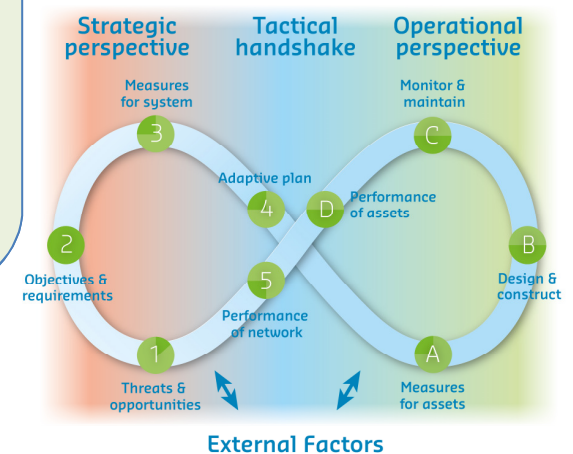 Strategic
perspective
Tactical
handshake
Operational
perspective
Measures
for system
3
Monitor &
maintain
C
Adaptive plan
4
D
Performance
of assets
2
Objectives &
requirements
B
Design &
construct
5
Performance
of network
1
Threats &
opportunities
A
Measures
for assets
External Factors